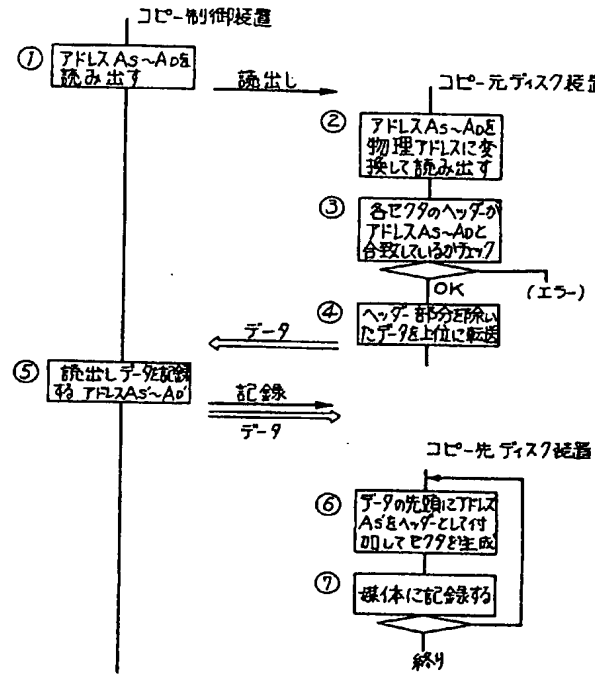 コピー制御装置
①
アドレスAs～ADを
読み出す
読出し
コピー元ディスク装置
②
アドレスAs～ADを
物理アドレスに変
換して読み出す
③
各セクタのヘッダーが
アドレスAs～ADと
合致しているかチェック
OK
(エラー)
④
ヘッダー部分を除い
たデータを上位に転送
データ
⑤
読出しデータを記録
する アドレスAs'～AD'
記録
データ
コピー先ディスク装置
⑥
データの先頭にアドレス
As'をヘッダーとして付
加してセクタを生成
⑦
媒体に記録する
終り